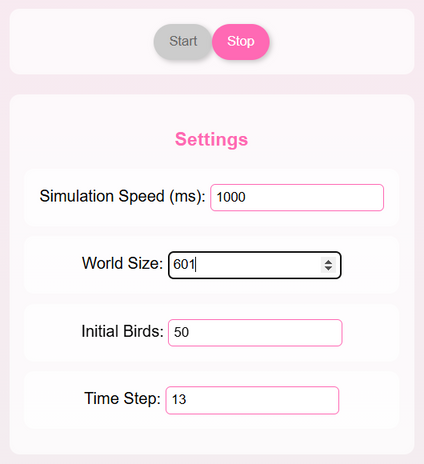 Start Stop
Settings
Simulation Speed (ms): 1000
World Size: 601
Initial Birds: 50
Time Step: 13